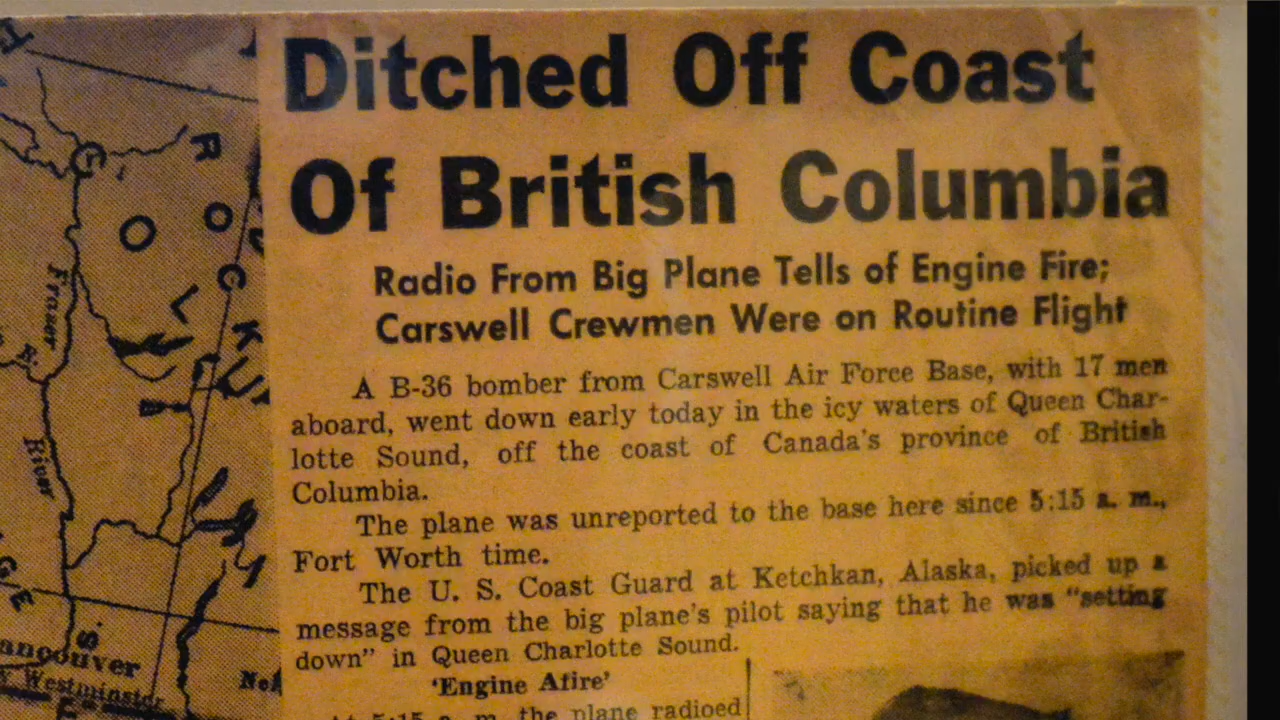 Ditched Off Coast
Of British Columbia
Radio From Big Plane Tells of Engine Fire;
Carswell Crewmen Were on Routine Flight
A B-36 bomber from Carswell Air Force Base, with 17 men
aboard, went down early today in the icy waters of Queen Char-
lotte Sound, off the coast of Canada's province of British
Columbia.
The plane was unreported to the base here since 5:15 a. m.,
Fort Worth time.
The U. S. Coast Guard at Ketchkan, Alaska, picked up a
message from the big plane's pilot saying that he was "setting
down" in Queen Charlotte Sound.
'Engine Afire'
5:15 a. m. the plane radioed
Fraser
R.
River
R O C K Y
ancouver
Westminster